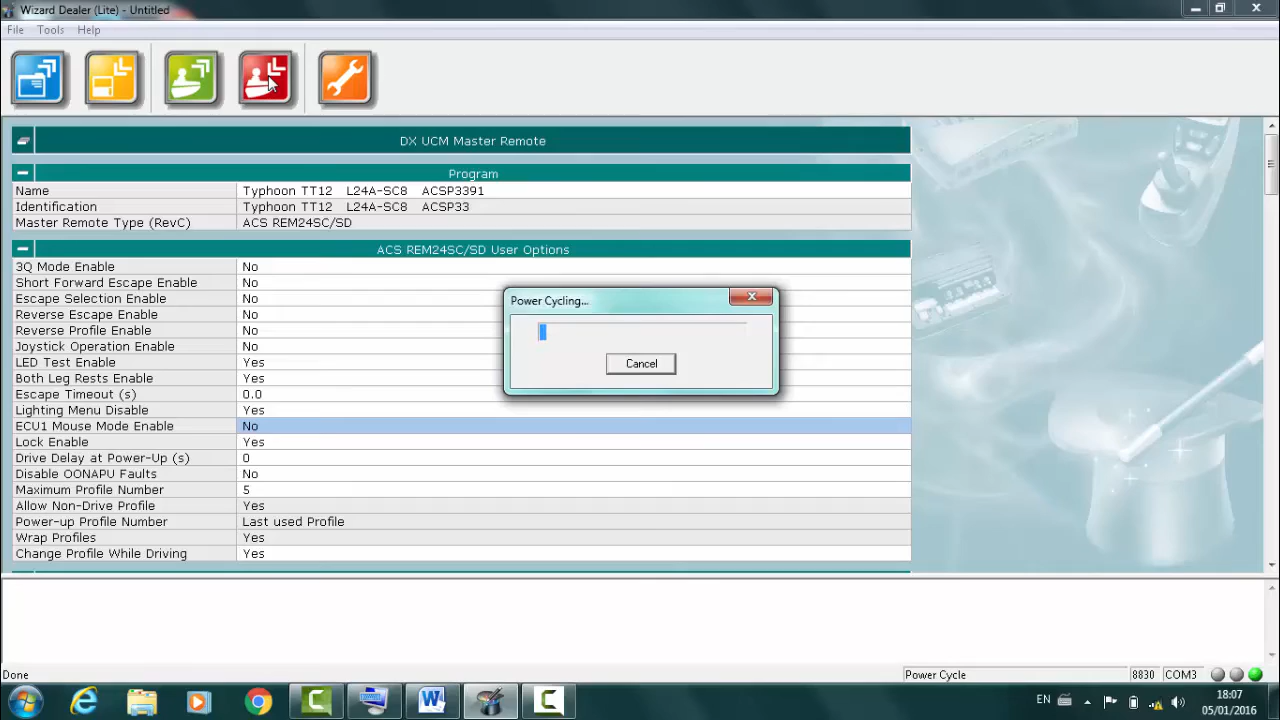 Wizard Dealer (Lite) - Untitled
File Tools Help
DX UCM Master Remote
Program
Name Typhoon TT12 L24A-SC8 ACSP3391
Identification Typhoon TT12 L24A-SC8 ACSP33
Master Remote Type (RevC) ACS REM24SC/SD
ACS REM24SC/SD User Options
3Q Mode Enable No
Short Forward Escape Enable No
Escape Selection Enable No
Reverse Escape Enable No
Reverse Profile Enable No
Joystick Operation Enable No
LED Test Enable Yes
Both Leg Rests Enable Yes
Escape Timeout (s) 0.0
Lighting Menu Disable Yes
ECU1 Mouse Mode Enable No
Lock Enable Yes
Drive Delay at Power-Up (s) 0
Disable OONAPU Faults No
Maximum Profile Number 5
Allow Non-Drive Profile Yes
Power-up Profile Number Last used Profile
Wrap Profiles Yes
Change Profile While Driving Yes
Power Cycling...
Cancel
Done Power Cycle 8830 COM3
EN 18:07
05/01/2016